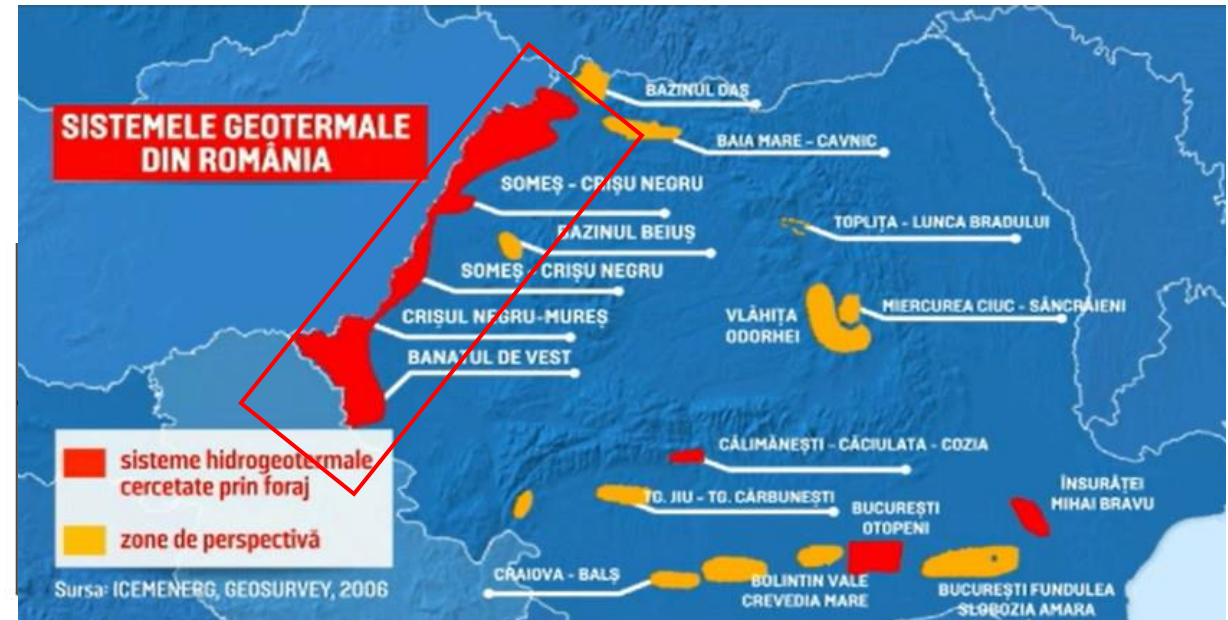 SISTEMELE GEOTERMALE
DIN ROMÂNIA
BAZINUL DAȘ
BAIA MARE - CAVNIC
SOMEȘ - CRIȘU NEGRU
TOPLIȚA - LUNCA BRADULUI
BAZINUL BEIUȘ
SOMEȘ - CRIȘU NEGRU
MIERCUREA CIUC - SÂNCRĂIENI
VLĂHIȚA
ODORHEI
CRIȘUL NEGRU-MUREȘ
BANATUL DE VEST
sisteme hidrogeotermale
cercetate prin foraj
zone de perspectivă
CĂLIMĂNEȘTI - CĂCIULATA - COZIA
TG. JIU - TG. CĂRBUNEȘTI
BUCUREȘTI
OTOPENI
ÎNSURĂȚEI
MIHAI BRAVU
CRAIOVA - BALȘ
BOLINTIN VALE
CREVEDIA MARE
BUCUREȘTI FUNDULEA
SLOBOZIA AMARA
Sursa: ICEMENERG, GEOSURVEY, 2006